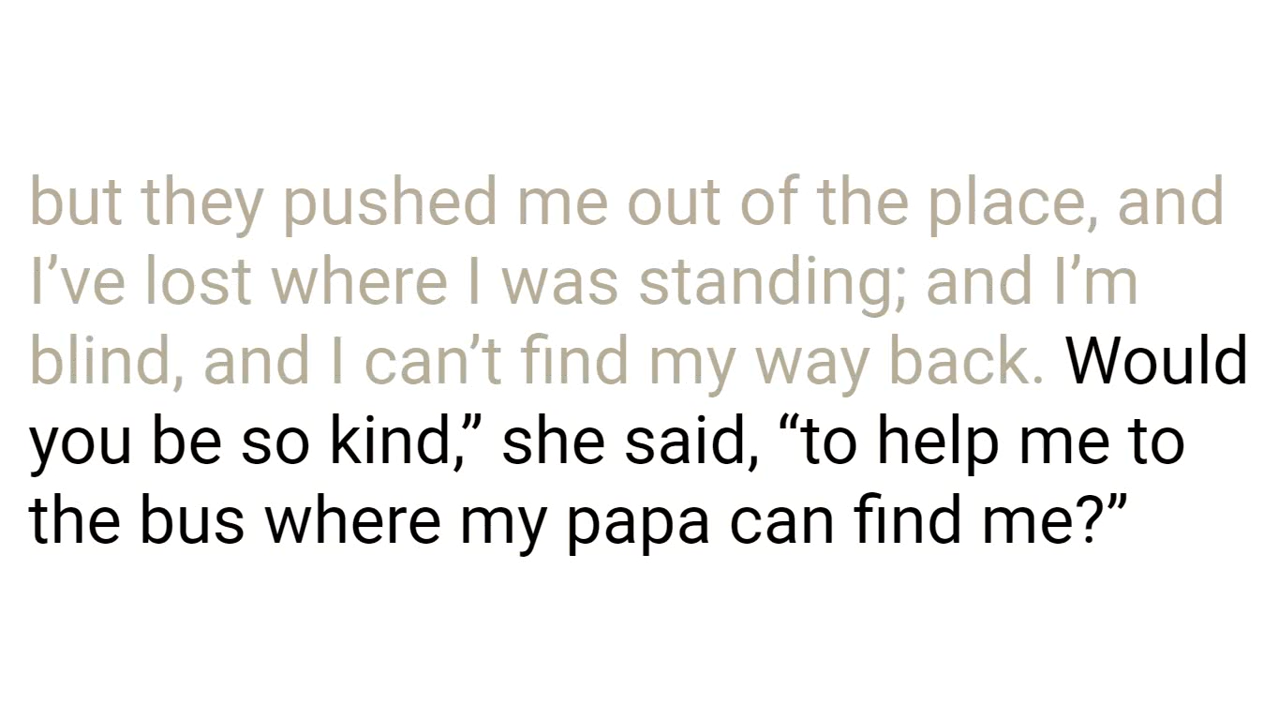 but they pushed me out of the place, and
I’ve lost where I was standing; and I’m
blind, and I can’t find my way back. Would
you be so kind,” she said, “to help me to
the bus where my papa can find me?”